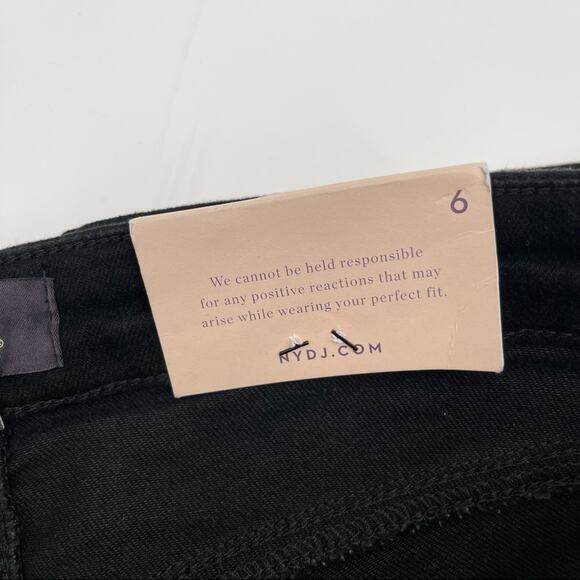 6
We cannot be held responsible
for any positive reactions that may
arise while wearing your perfect fit.
NYDJ.COM
®